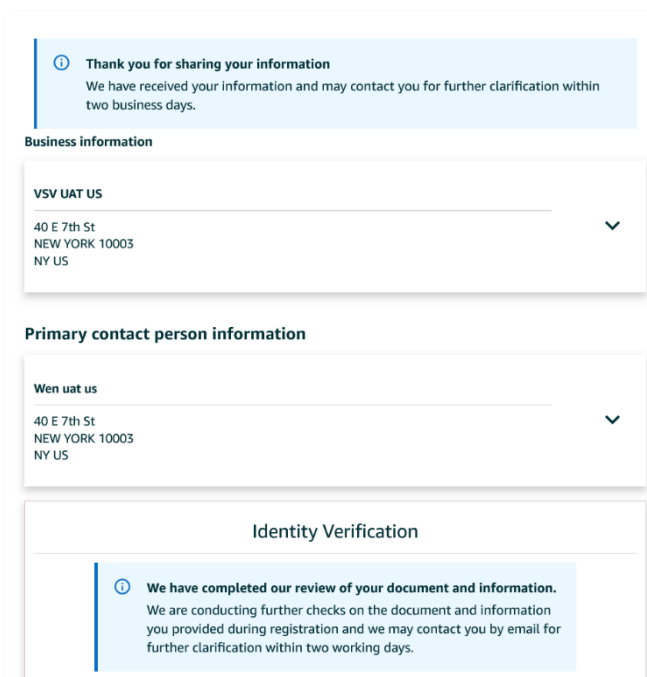 Thank you for sharing your information
We have received your information and may contact you for further clarification within
two business days.
Business information
VSV UAT US
40 E 7th St
NEW YORK 10003
NY US
Primary contact person information
Wen uat us
40 E 7th St
NEW YORK 10003
NY US
Identity Verification
We have completed our review of your document and information.
We are conducting further checks on the document and information
you provided during registration and we may contact you by email for
further clarification within two working days.